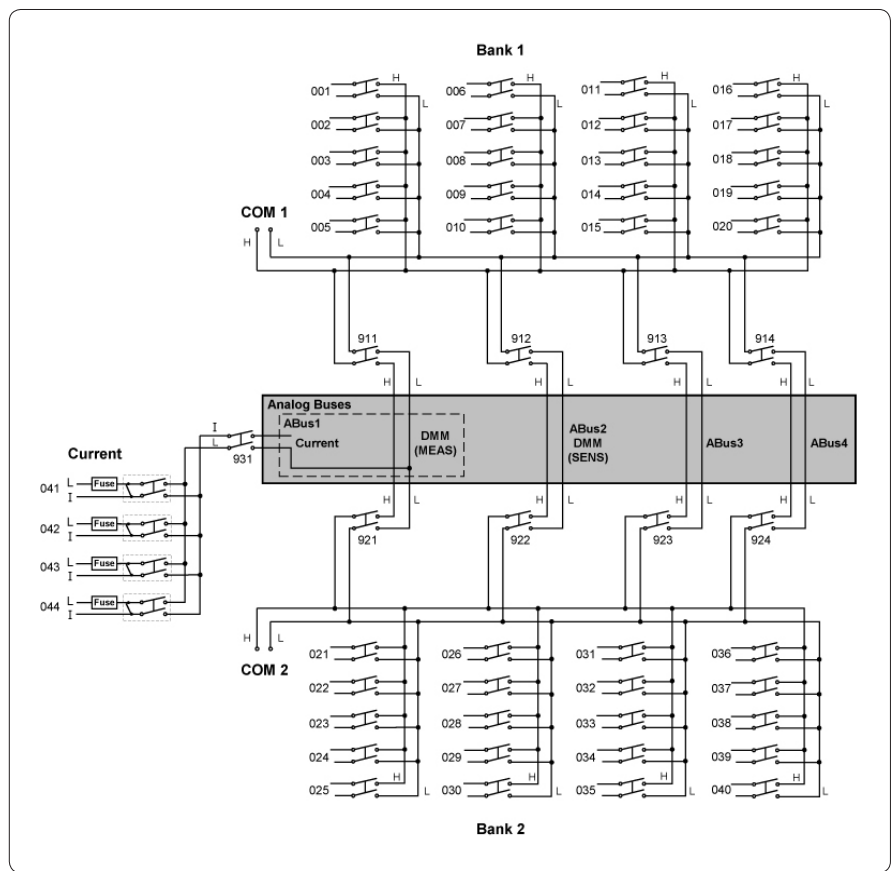 Bank 1
H H H H
001 006 011 016
L L L L
002 007 012 017
003 008 013 018
004 009 014 019
COM 1
005 010 015 020
H L
911 912 913 914
H L H L H L H L
Analog Buses
ABus1
I
Current
L
931
DMM
(MEAS)
ABus2
DMM
(SENS)
ABus3
ABus4
Current
041 L Fuse
I
042 L Fuse
I
043 L Fuse
I
044 L Fuse
I
H L H L H L H L
921 922 923 924
H L
COM 2
021 026 031 036
022 027 032 037
023 028 033 038
024 029 034 039
H H H H
025 030 035 040
L L L L
Bank 2